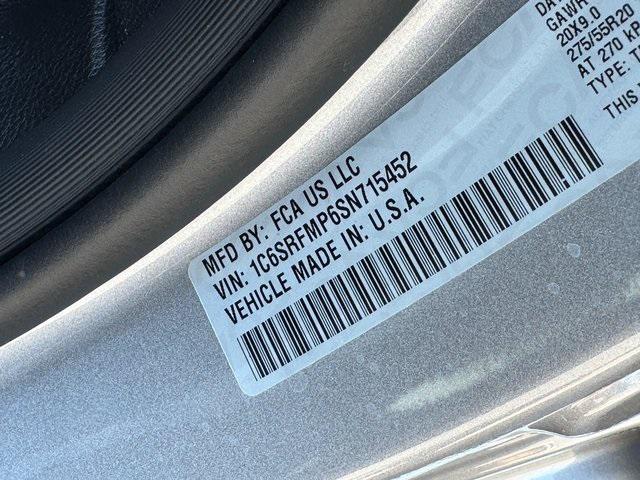 MFD BY: FCA US LLC
VIN: 1C6SRFMP6SN715452
VEHICLE MADE IN: U.S.A.
20X9.0
275/55R20
AT 270 kP
TYPE: T
THIS